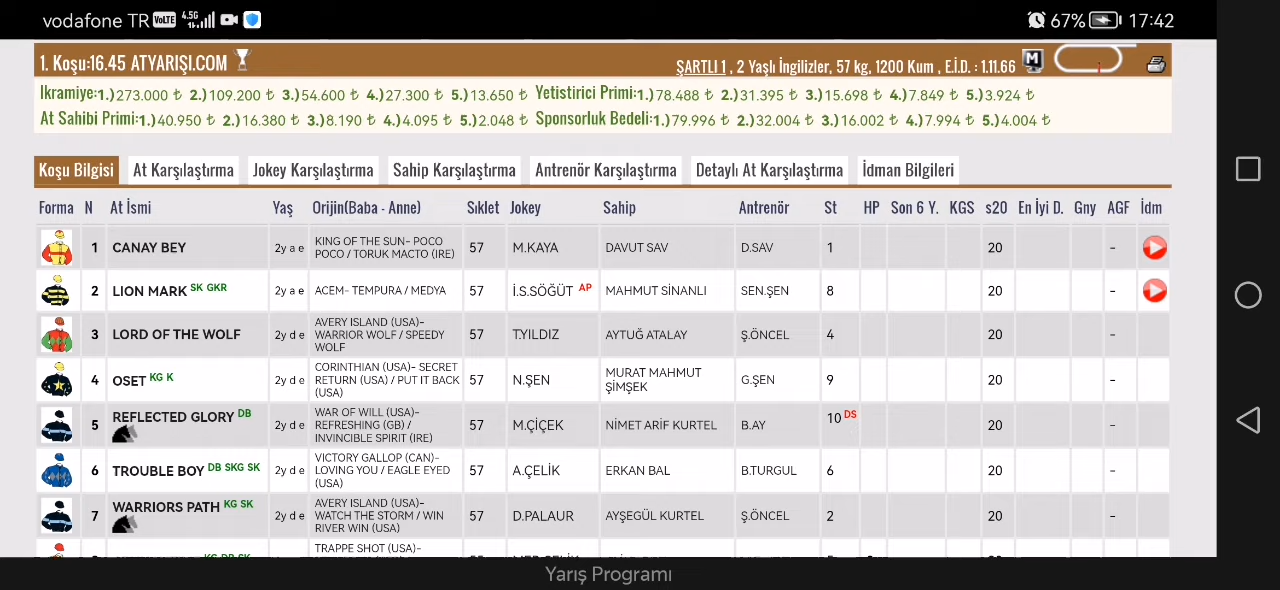 vodafone TR VoLTE 4.5G 67% 17:42
1. Koşu:16.45 ATYARIŞI.COM ŞARTLI 1 , 2 Yaşlı İngilizler, 57 kg, 1200 Kum , E.İ.D. : 1.11.66 M
Ikramiye:1.)273.000 ₺ 2.)109.200 ₺ 3.)54.600 ₺ 4.)27.300 ₺ 5.)13.650 ₺ Yetistirici Primi:1.)78.488 ₺ 2.)31.395 ₺ 3.)15.698 ₺ 4.)7.849 ₺ 5.)3.924 ₺
At Sahibi Primi:1.)40.950 ₺ 2.)16.380 ₺ 3.)8.190 ₺ 4.)4.095 ₺ 5.)2.048 ₺ Sponsorluk Bedeli:1.)79.996 ₺ 2.)32.004 ₺ 3.)16.002 ₺ 4.)7.994 ₺ 5.)4.004 ₺
Koşu Bilgisi At Karşılaştırma Jokey Karşılaştırma Sahip Karşılaştırma Antrenör Karşılaştırma Detaylı At Karşılaştırma İdman Bilgileri
Forma N At İsmi Yaş Orijin(Baba - Anne) Sıklet Jokey Sahip Antrenör St HP Son 6 Y. KGS s20 En İyi D. Gny AGF İdm
1 CANAY BEY 2y a e KING OF THE SUN- POCO POCO / TORUK MACTO (IRE) 57 M.KAYA DAVUT SAV D.SAV 1 20 -
2 LION MARK SK GKR 2y a e ACEM- TEMPURA / MEDYA 57 İ.S.SÖĞÜT AP MAHMUT SİNANLI SEN.ŞEN 8 20 -
3 LORD OF THE WOLF 2y d e AVERY ISLAND (USA)- WARRIOR WOLF / SPEEDY WOLF 57 T.YILDIZ AYTUĞ ATALAY Ş.ÖNCEL 4 20 -
4 OSET KG K 2y d e CORINTHIAN (USA)- SECRET RETURN (USA) / PUT IT BACK (USA) 57 N.ŞEN MURAT MAHMUT ŞİMŞEK G.ŞEN 9 20 -
5 REFLECTED GLORY DB 2y d e WAR OF WILL (USA)- REFRESHING (GB) / INVINCIBLE SPIRIT (IRE) 57 M.ÇİÇEK NİMET ARİF KURTEL B.AY 10 DS 20 -
6 TROUBLE BOY DB SKG SK 2y d e VICTORY GALLOP (CAN)- LOVING YOU / EAGLE EYED (USA) 57 A.ÇELİK ERKAN BAL B.TURGUL 6 20 -
7 WARRIORS PATH KG SK 2y d e AVERY ISLAND (USA)- WATCH THE STORM / WIN RIVER WIN (USA) 57 D.PALAUR AYŞEGÜL KURTEL Ş.ÖNCEL 2 20 -
TRAPPE SHOT (USA)-
Yarış Programı